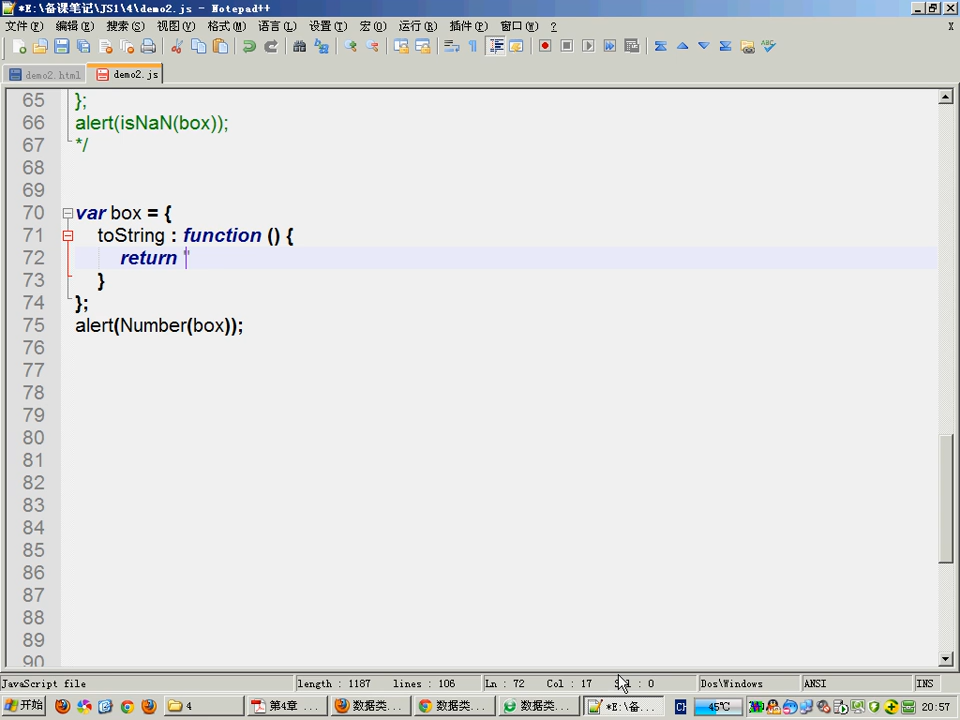 *E:\备课笔记\JS1\4\demo2.js - Notepad++
文件(F) 编辑(E) 搜索(S) 视图(V) 格式(M) 语言(L) 设置(T) 宏(O) 运行(R) 插件(P) 窗口(W) ? X
demo2.html demo2.js
65 };
66 alert(isNaN(box));
67 */
68
69
70 var box = {
71 toString : function () {
72 return '
73 }
74 };
75 alert(Number(box));
76
77
78
79
80
81
82
83
84
85
86
87
88
89
90
JavaScript file length : 1187 lines : 106 Ln : 72 Col : 17 Sel : 0 Dos\Windows ANSI INS
开始 4 第4章 ... 数据类... 数据类... 数据类... *E:\备... CH 45℃ 20:57